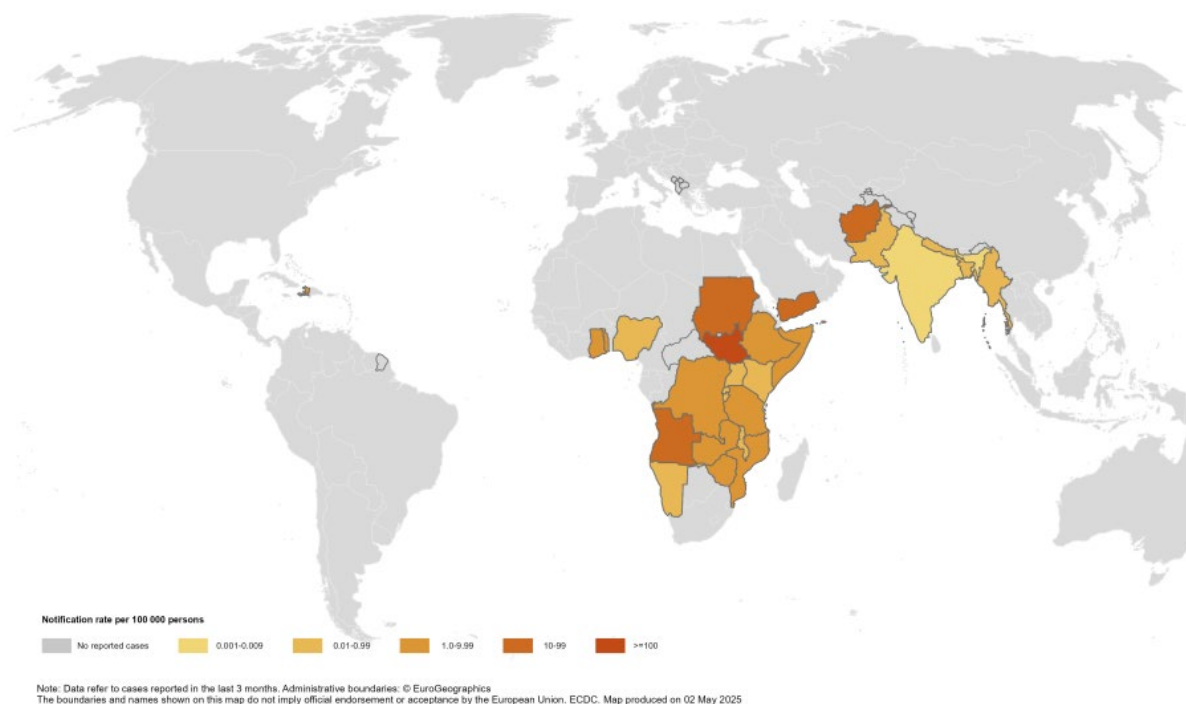 Notification rate per 100 000 persons
No reported cases 0.001-0.009 0.01-0.99 1.0-9.99 10-99 >=100
Note: Data refer to cases reported in the last 3 months. Administrative boundaries: © EuroGeographics
The boundaries and names shown on this map do not imply official endorsement or acceptance by the European Union. ECDC. Map produced on 02 May 2025